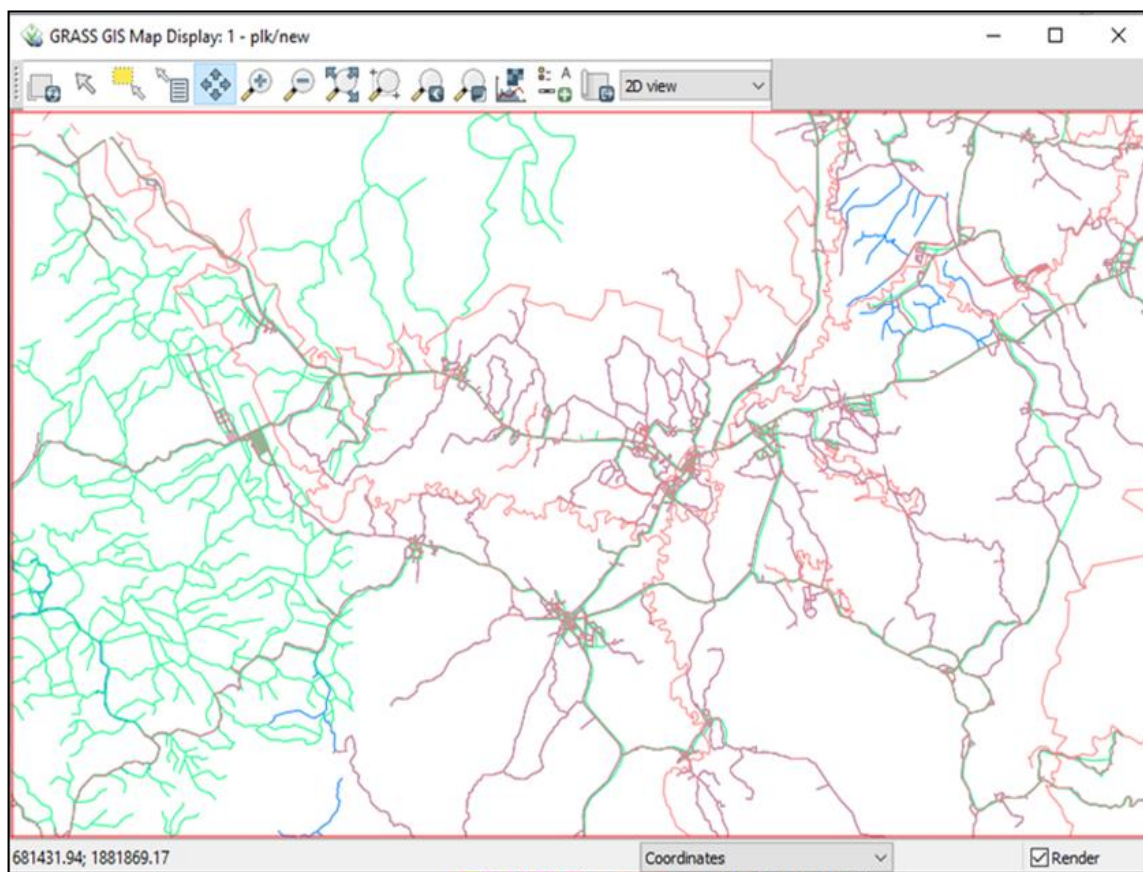 GRASS GIS Map Display: 1 - plk/new
2D view
681431.94; 1881869.17
Coordinates
Render